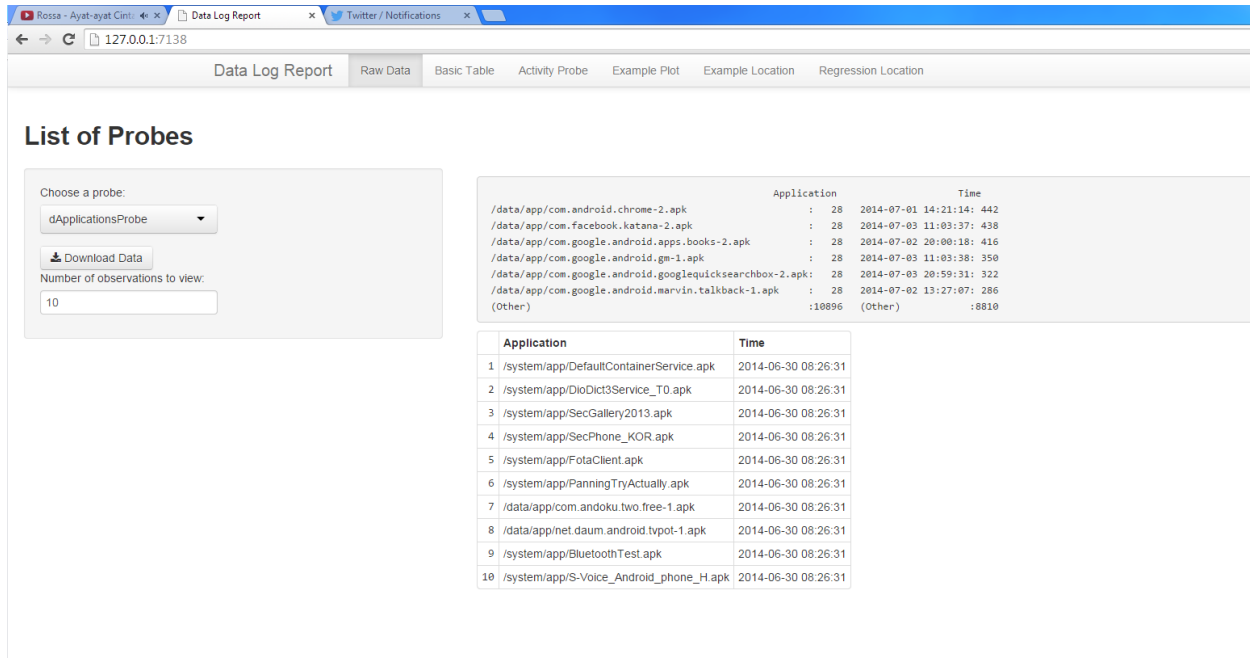 Rossa - Ayat-ayat Cinta
Data Log Report
Twitter / Notifications
127.0.0.1:7138
Data Log Report Raw Data Basic Table Activity Probe Example Plot Example Location Regression Location
List of Probes
Choose a probe:
dApplicationsProbe
Download Data
Number of observations to view:
10
Application Time
/data/app/com.android.chrome-2.apk : 28 2014-07-01 14:21:14: 442
/data/app/com.facebook.katana-2.apk : 28 2014-07-03 11:03:37: 438
/data/app/com.google.android.apps.books-2.apk : 28 2014-07-02 20:00:18: 416
/data/app/com.google.android.gm-1.apk : 28 2014-07-03 11:03:38: 350
/data/app/com.google.android.googlequicksearchbox-2.apk: 28 2014-07-03 20:59:31: 322
/data/app/com.google.android.marvin.talkback-1.apk : 28 2014-07-02 13:27:07: 286
(Other) :10896 (Other) :8810
Application Time
1 /system/app/DefaultContainerService.apk 2014-06-30 08:26:31
2 /system/app/DioDict3Service_T0.apk 2014-06-30 08:26:31
3 /system/app/SecGallery2013.apk 2014-06-30 08:26:31
4 /system/app/SecPhone_KOR.apk 2014-06-30 08:26:31
5 /system/app/FotaClient.apk 2014-06-30 08:26:31
6 /system/app/PanningTryActually.apk 2014-06-30 08:26:31
7 /data/app/com.andoku.two.free-1.apk 2014-06-30 08:26:31
8 /data/app/net.daum.android.tvpot-1.apk 2014-06-30 08:26:31
9 /system/app/BluetoothTest.apk 2014-06-30 08:26:31
10 /system/app/S-Voice_Android_phone_H.apk 2014-06-30 08:26:31